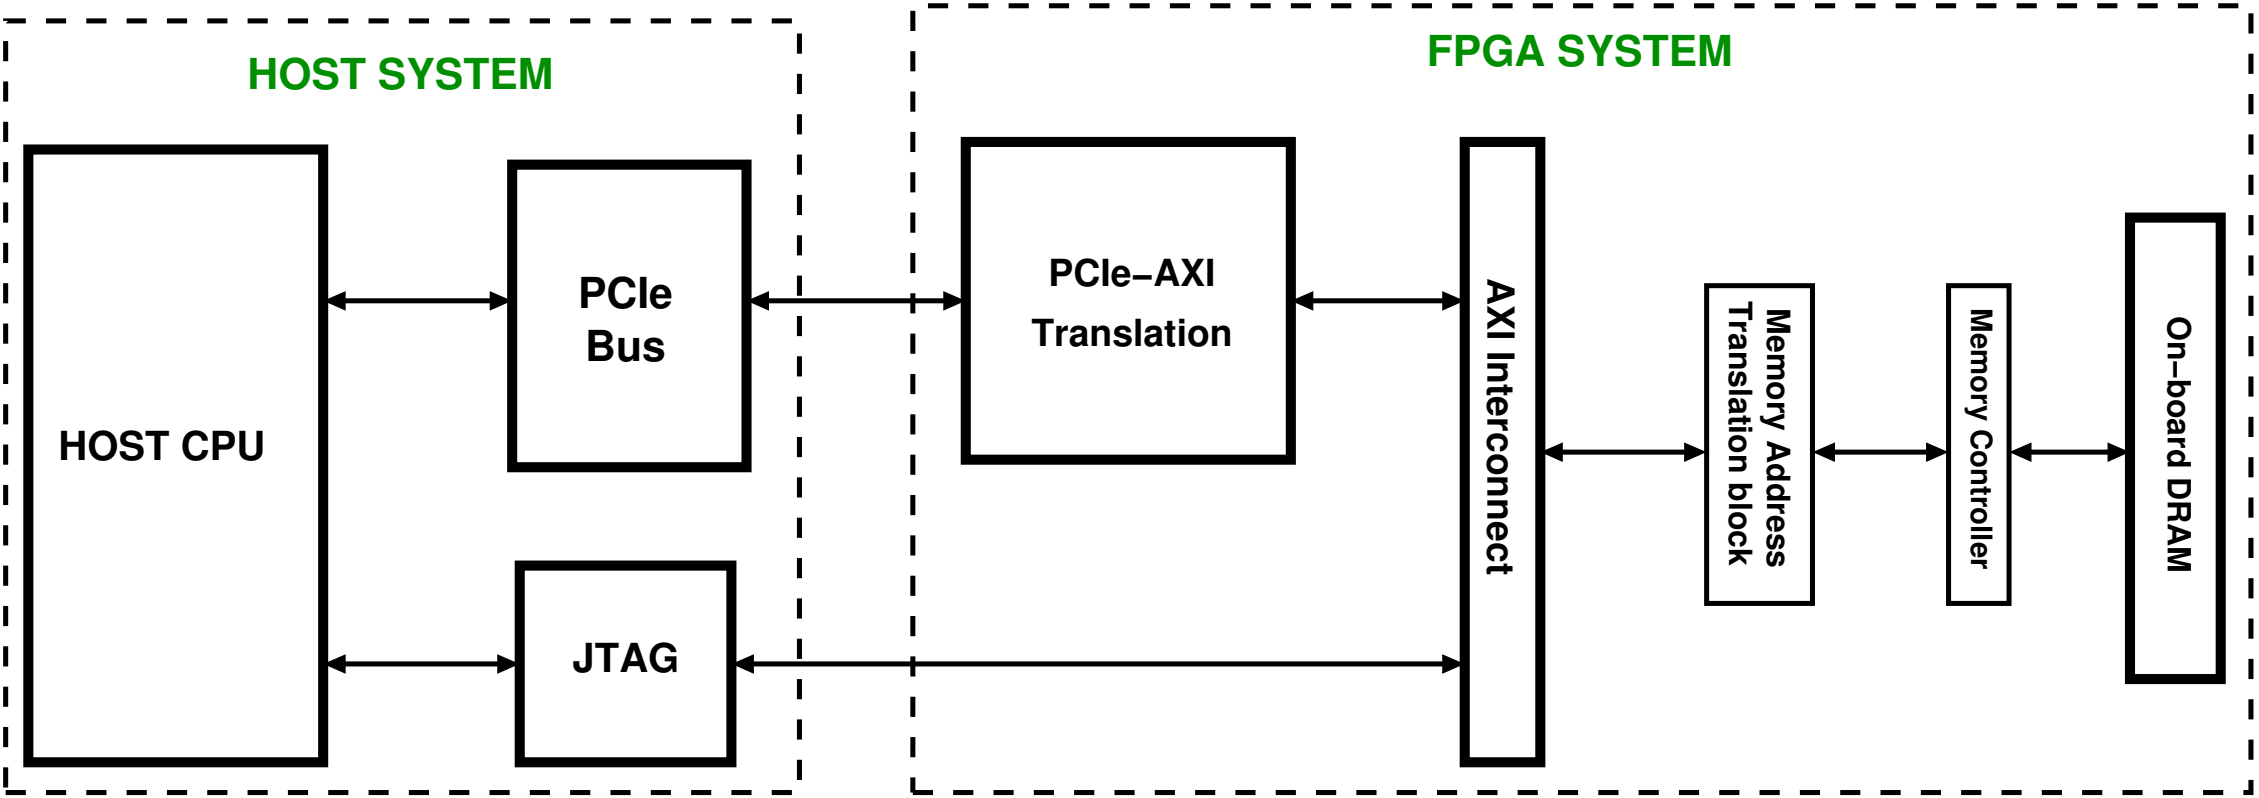 HOST SYSTEM
FPGA SYSTEM
HOST CPU
PCIe
Bus
JTAG
PCIe–AXI
Translation
AXI Interconnect
Memory Address
Translation block
Memory Controller
On–board DRAM